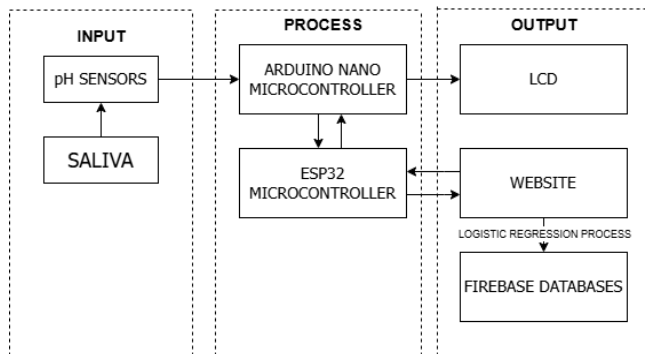 INPUT
pH SENSORS
SALIVA
PROCESS
ARDUINO NANO
MICROCONTROLLER
ESP32
MICROCONTROLLER
OUTPUT
LCD
WEBSITE
LOGISTIC REGRESSION PROCESS
FIREBASE DATABASES